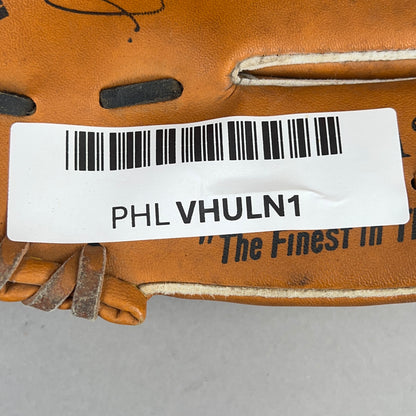 PHL VHULN1
"The Finest in